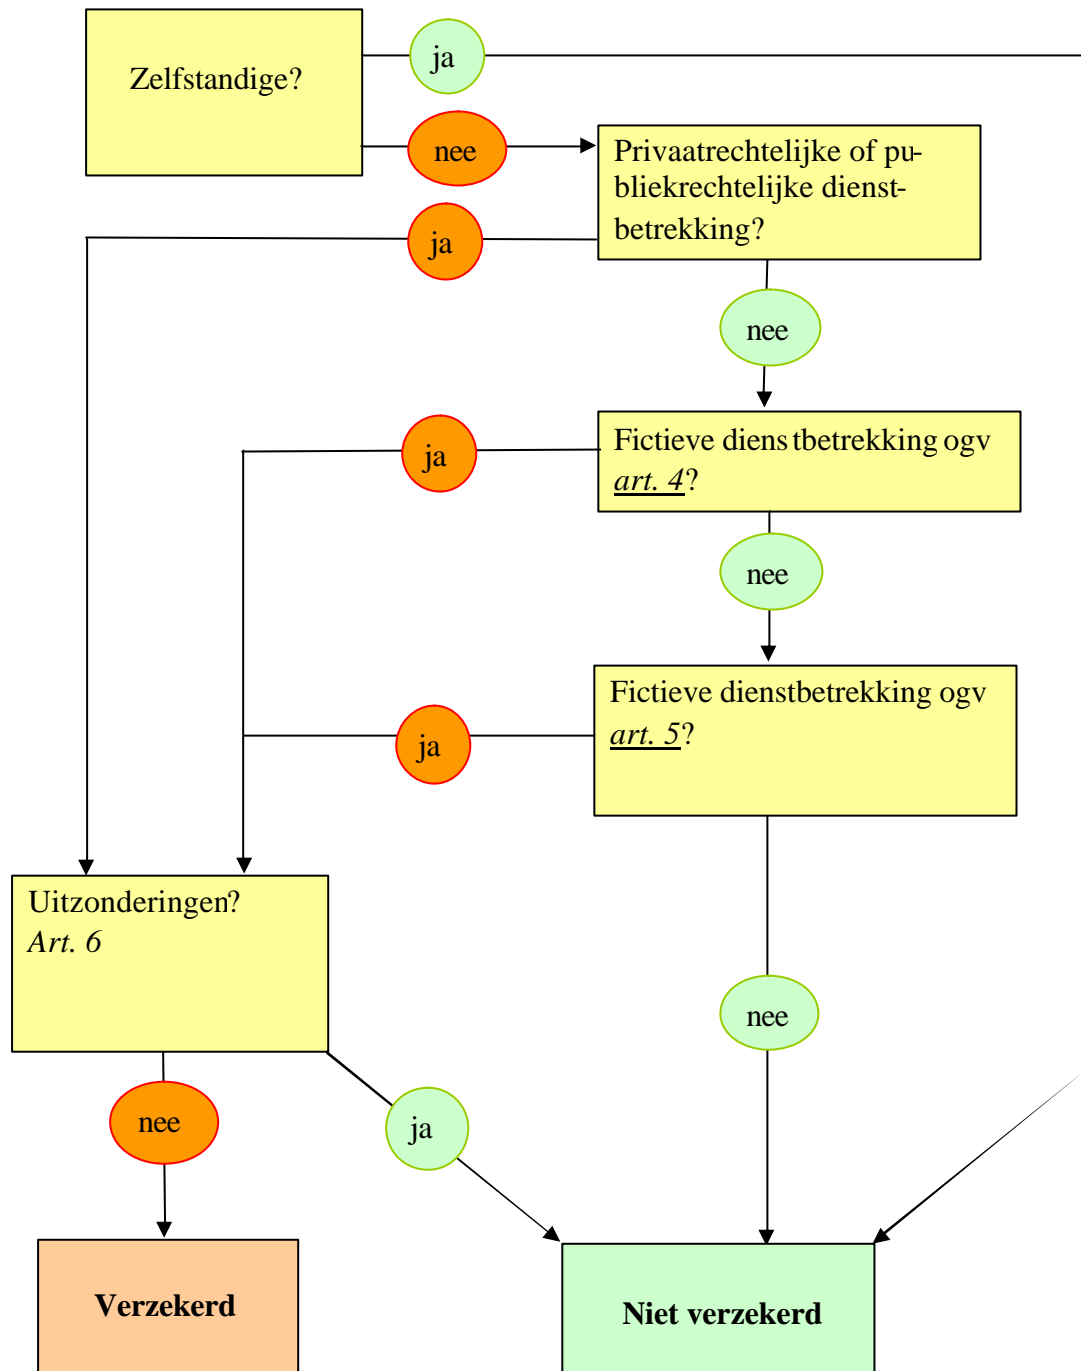 ja
Zelfstandige?
nee
Privaatrechtelijke of pu-
bliekrechtelijke dienst-
betrekking?
ja
nee
Fictieve dienstbetrekking ogv
art. 4?
ja
nee
Fictieve dienstbetrekking ogv
art. 5?
ja
Uitzonderingen?
Art. 6
nee
nee
ja
Verzekerd
Niet verzekerd